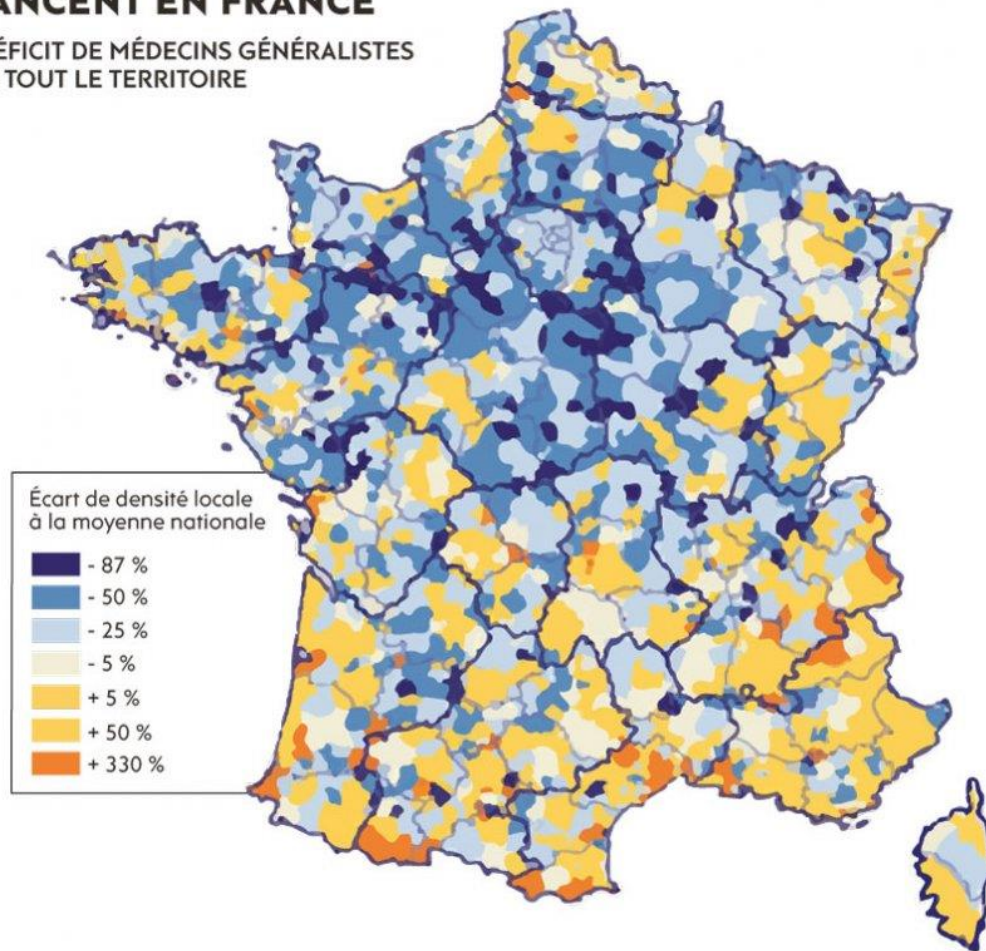 ANCENT EN FRANCE
ÉFICIT DE MÉDECINS GÉNÉRALISTES
TOUT LE TERRITOIRE
Écart de densité locale
à la moyenne nationale
- 87 %
- 50 %
- 25 %
- 5 %
+ 5 %
+ 50 %
+ 330 %